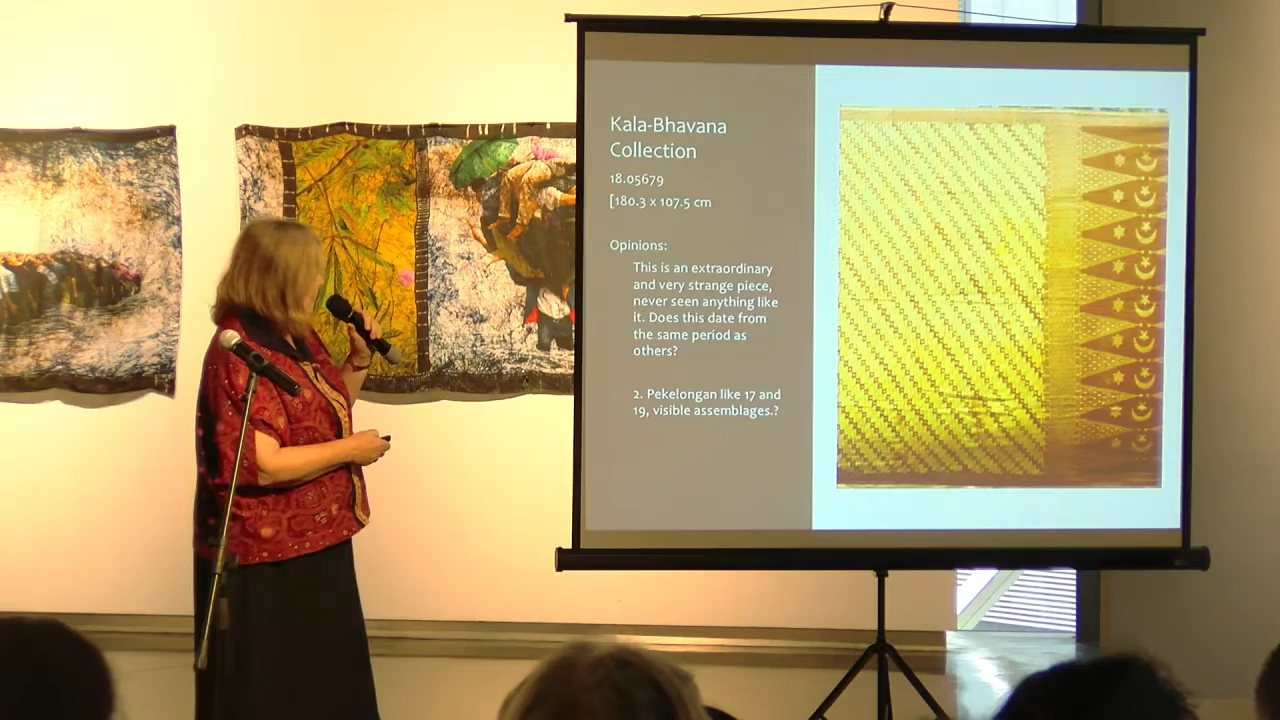 Kala-Bhavana
Collection
18.05679
[180.3 x 107.5 cm
Opinions:
This is an extraordinary
and very strange piece,
never seen anything like
it. Does this date from
the same period as
others?
2. Pekelongan like 17 and
19, visible assemblages.?